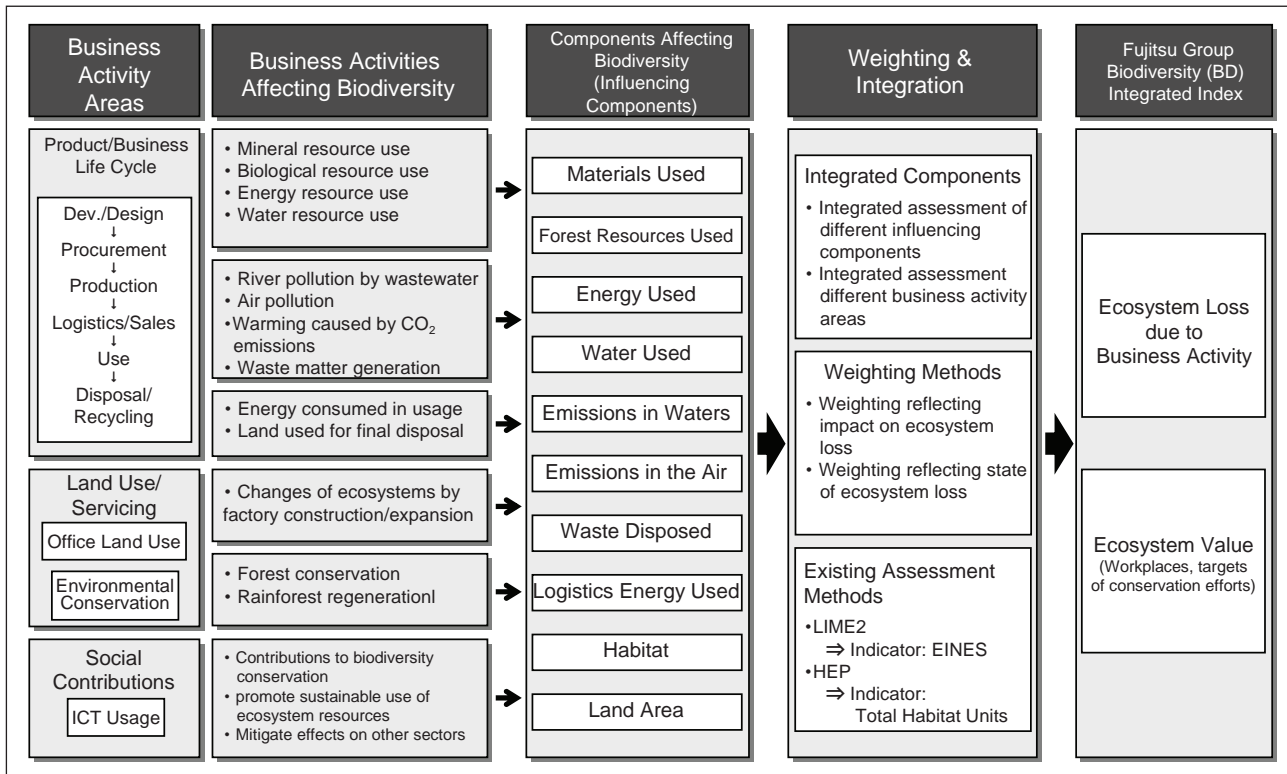 Business
Activity
Areas
Business Activities
Affecting Biodiversity
Components Affecting
Biodiversity
(Influencing
Components)
Weighting &
Integration
Fujitsu Group
Biodiversity (BD)
Integrated Index
Product/Business
Life Cycle
Dev./Design
↓
Procurement
↓
Production
↓
Logistics/Sales
↓
Use
↓
Disposal/
Recycling
Land Use/
Servicing
Office Land Use
Environmental
Conservation
Social
Contributions
ICT Usage
• Mineral resource use
• Biological resource use
• Energy resource use
• Water resource use
• River pollution by wastewater
• Air pollution
•Warming caused by CO₂
emissions
• Waste matter generation
• Energy consumed in usage
• Land used for final disposal
• Changes of ecosystems by
factory construction/expansion
• Forest conservation
• Rainforest regenerationl
• Contributions to biodiversity
conservation
• promote sustainable use of
ecosystem resources
• Mitigate effects on other sectors
Materials Used
Forest Resources Used
Energy Used
Water Used
Emissions in Waters
Emissions in the Air
Waste Disposed
Logistics Energy Used
Habitat
Land Area
Integrated Components
• Integrated assessment of
different influencing
components
• Integrated assessment
different business activity
areas
Weighting Methods
• Weighting reflecting
impact on ecosystem
loss
• Weighting reflecting state
of ecosystem loss
Existing Assessment
Methods
•LIME2
⇒ Indicator: EINES
•HEP
⇒ Indicator:
Total Habitat Units
Ecosystem Loss
due to
Business Activity
Ecosystem Value
(Workplaces, targets
of conservation efforts)